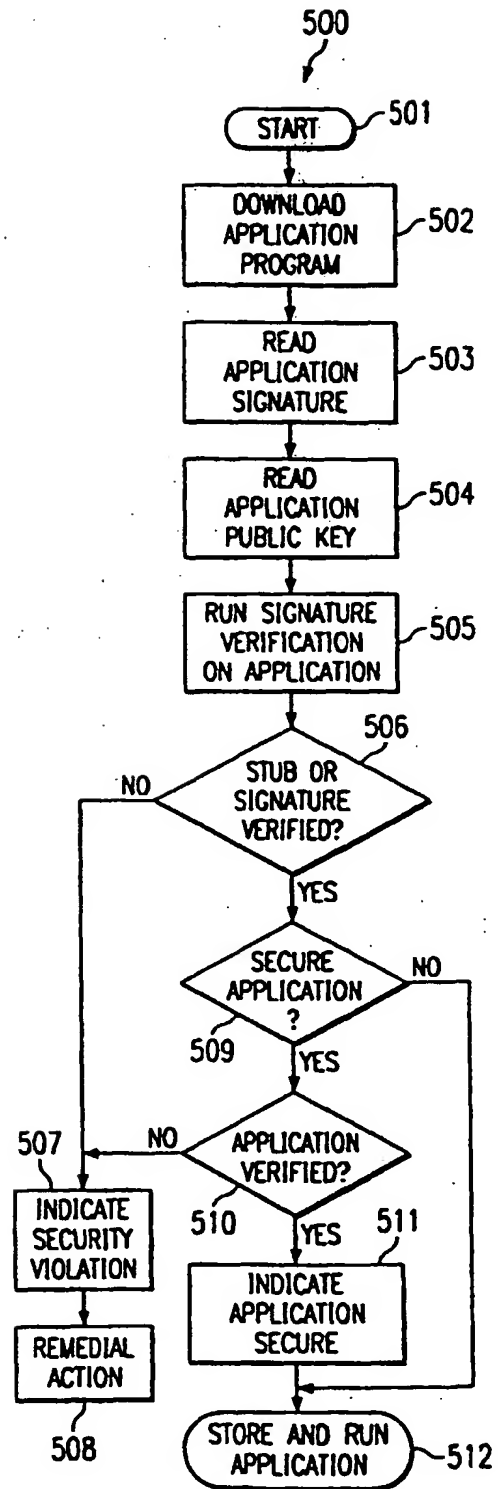 500
START
501
DOWNLOAD
APPLICATION
PROGRAM
502
READ
APPLICATION
SIGNATURE
503
READ
APPLICATION
PUBLIC KEY
504
RUN SIGNATURE
VERIFICATION
ON APPLICATION
505
506
STUB OR
SIGNATURE
VERIFIED?
NO
YES
SECURE
APPLICATION
?
509
NO
YES
APPLICATION
VERIFIED?
510
NO
YES
507
INDICATE
SECURITY
VIOLATION
511
INDICATE
APPLICATION
SECURE
REMEDIAL
ACTION
508
STORE AND RUN
APPLICATION
512